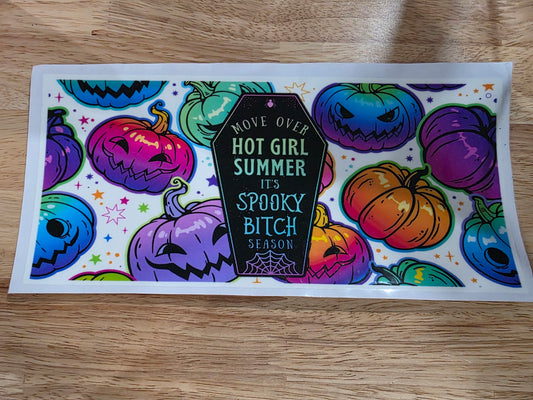 MOVE OVER
HOT GIRL
SUMMER
IT'S
SPOOKY
BITCH
SEASON